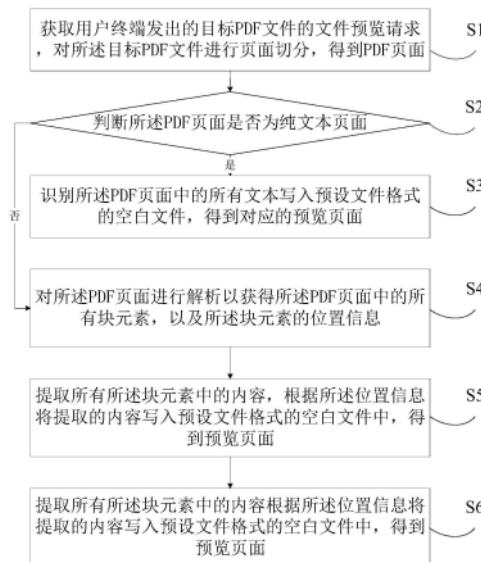 获取用户终端发出的目标PDF文件的文件预览请求
，对所述目标PDF文件进行页面切分，得到PDF页面
S1
判断所述PDF页面是否为纯文本页面
S2
是
识别所述PDF页面中的所有文本写入预设文件格式
的空白文件，得到对应的预览页面
S3
否
对所述PDF页面进行解析以获得所述PDF页面中的所
有块元素，以及所述块元素的位置信息
S4
提取所有所述块元素中的内容，根据所述位置信息
将提取的内容写入预设文件格式的空白文件中，得
到预览页面
S5
提取所有所述块元素中的内容根据所述位置信息将
提取的内容写入预设文件格式的空白文件中，得到
预览页面
S6